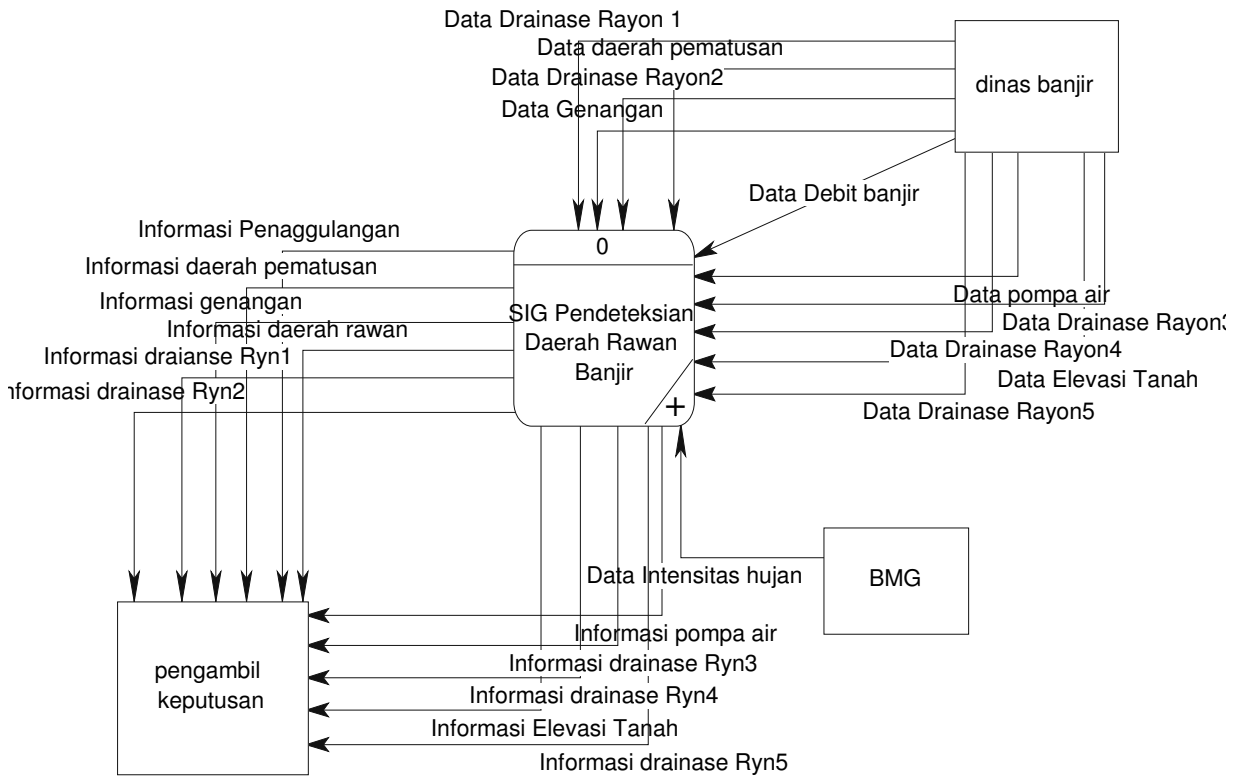 Data Drainase Rayon 1
Data daerah pematusan
Data Drainase Rayon2
Data Genangan
dinas banjir
Data Debit banjir
Informasi Penaggulangan
Informasi daerah pematusan
Informasi genangan
Informasi daerah rawan
Informasi draianse Ryn1
nformasi drainase Ryn2
0
SIG Pendeteksian
Daerah Rawan
Banjir
+
Data pompa air
Data Drainase Rayon3
Data Drainase Rayon4
Data Elevasi Tanah
Data Drainase Rayon5
Data Intensitas hujan
BMG
pengambil
keputusan
Informasi pompa air
Informasi drainase Ryn3
Informasi drainase Ryn4
Informasi Elevasi Tanah
Informasi drainase Ryn5